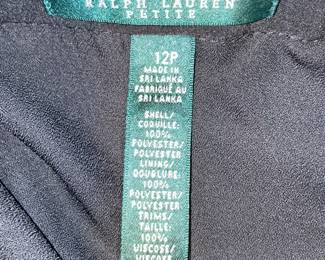 RALPH LAUREN
PETITE
12P
MADE IN
SRI LANKA
FABRIQUÉ AU
SRI LANKA
SHELL/
COQUILLE:
100%
POLYESTER/
POLYESTER
LINING/
DOUBLURE:
100%
POLYESTER/
POLYESTER
TRIMS/
TAILLE:
100%
VISCOSE/
VISCOSE